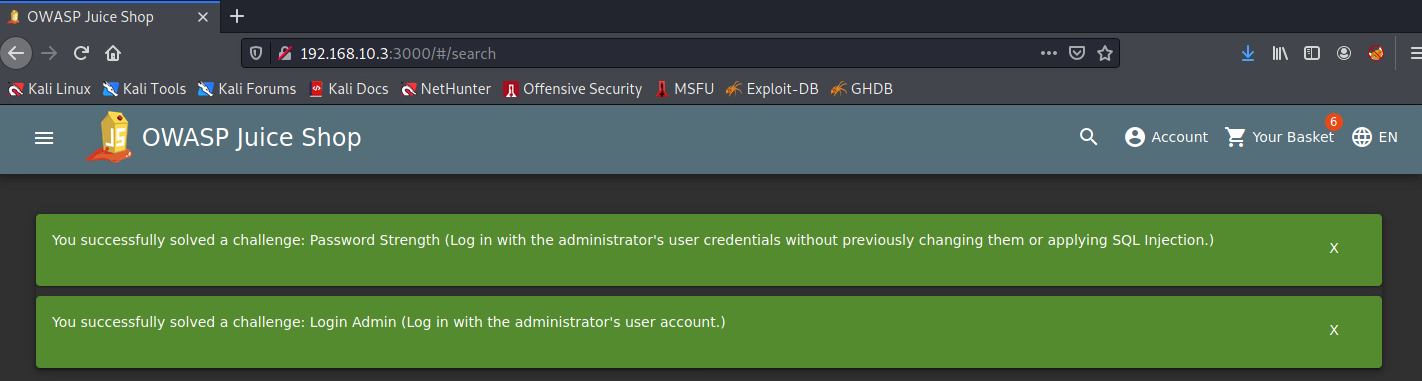 OWASP Juice Shop
192.168.10.3:3000/#/search
Kali Linux Kali Tools Kali Forums Kali Docs NetHunter Offensive Security MSFU Exploit-DB GHDB
JS OWASP Juice Shop Account 6 Your Basket EN
You successfully solved a challenge: Password Strength (Log in with the administrator's user credentials without previously changing them or applying SQL Injection.) X
You successfully solved a challenge: Login Admin (Log in with the administrator's user account.) X